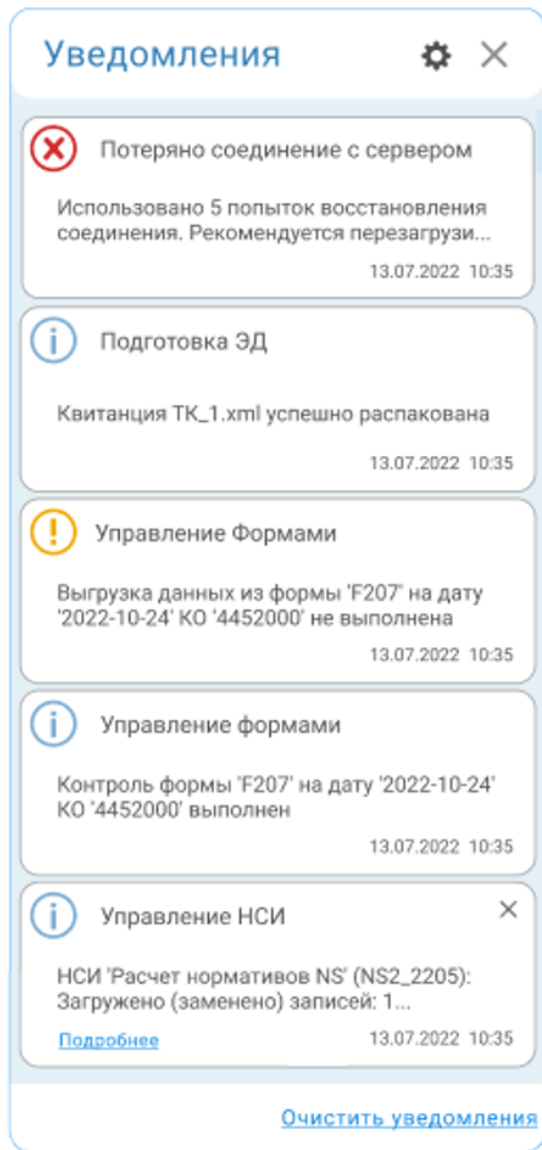 Уведомления
Потеряно соединение с сервером
Использовано 5 попыток восстановления
соединения. Рекомендуется перезагрузи...
13.07.2022 10:35
Подготовка ЭД
Квитанция ТК_1.xml успешно распакована
13.07.2022 10:35
Управление Формами
Выгрузка данных из формы 'F207' на дату
'2022-10-24' КО '4452000' не выполнена
13.07.2022 10:35
Управление формами
Контроль формы 'F207' на дату '2022-10-24'
КО '4452000' выполнен
13.07.2022 10:35
Управление НСИ
НСИ 'Расчет нормативов NS' (NS2_2205):
Загружено (заменено) записей: 1...
Подробнее 13.07.2022 10:35
Очистить уведомления